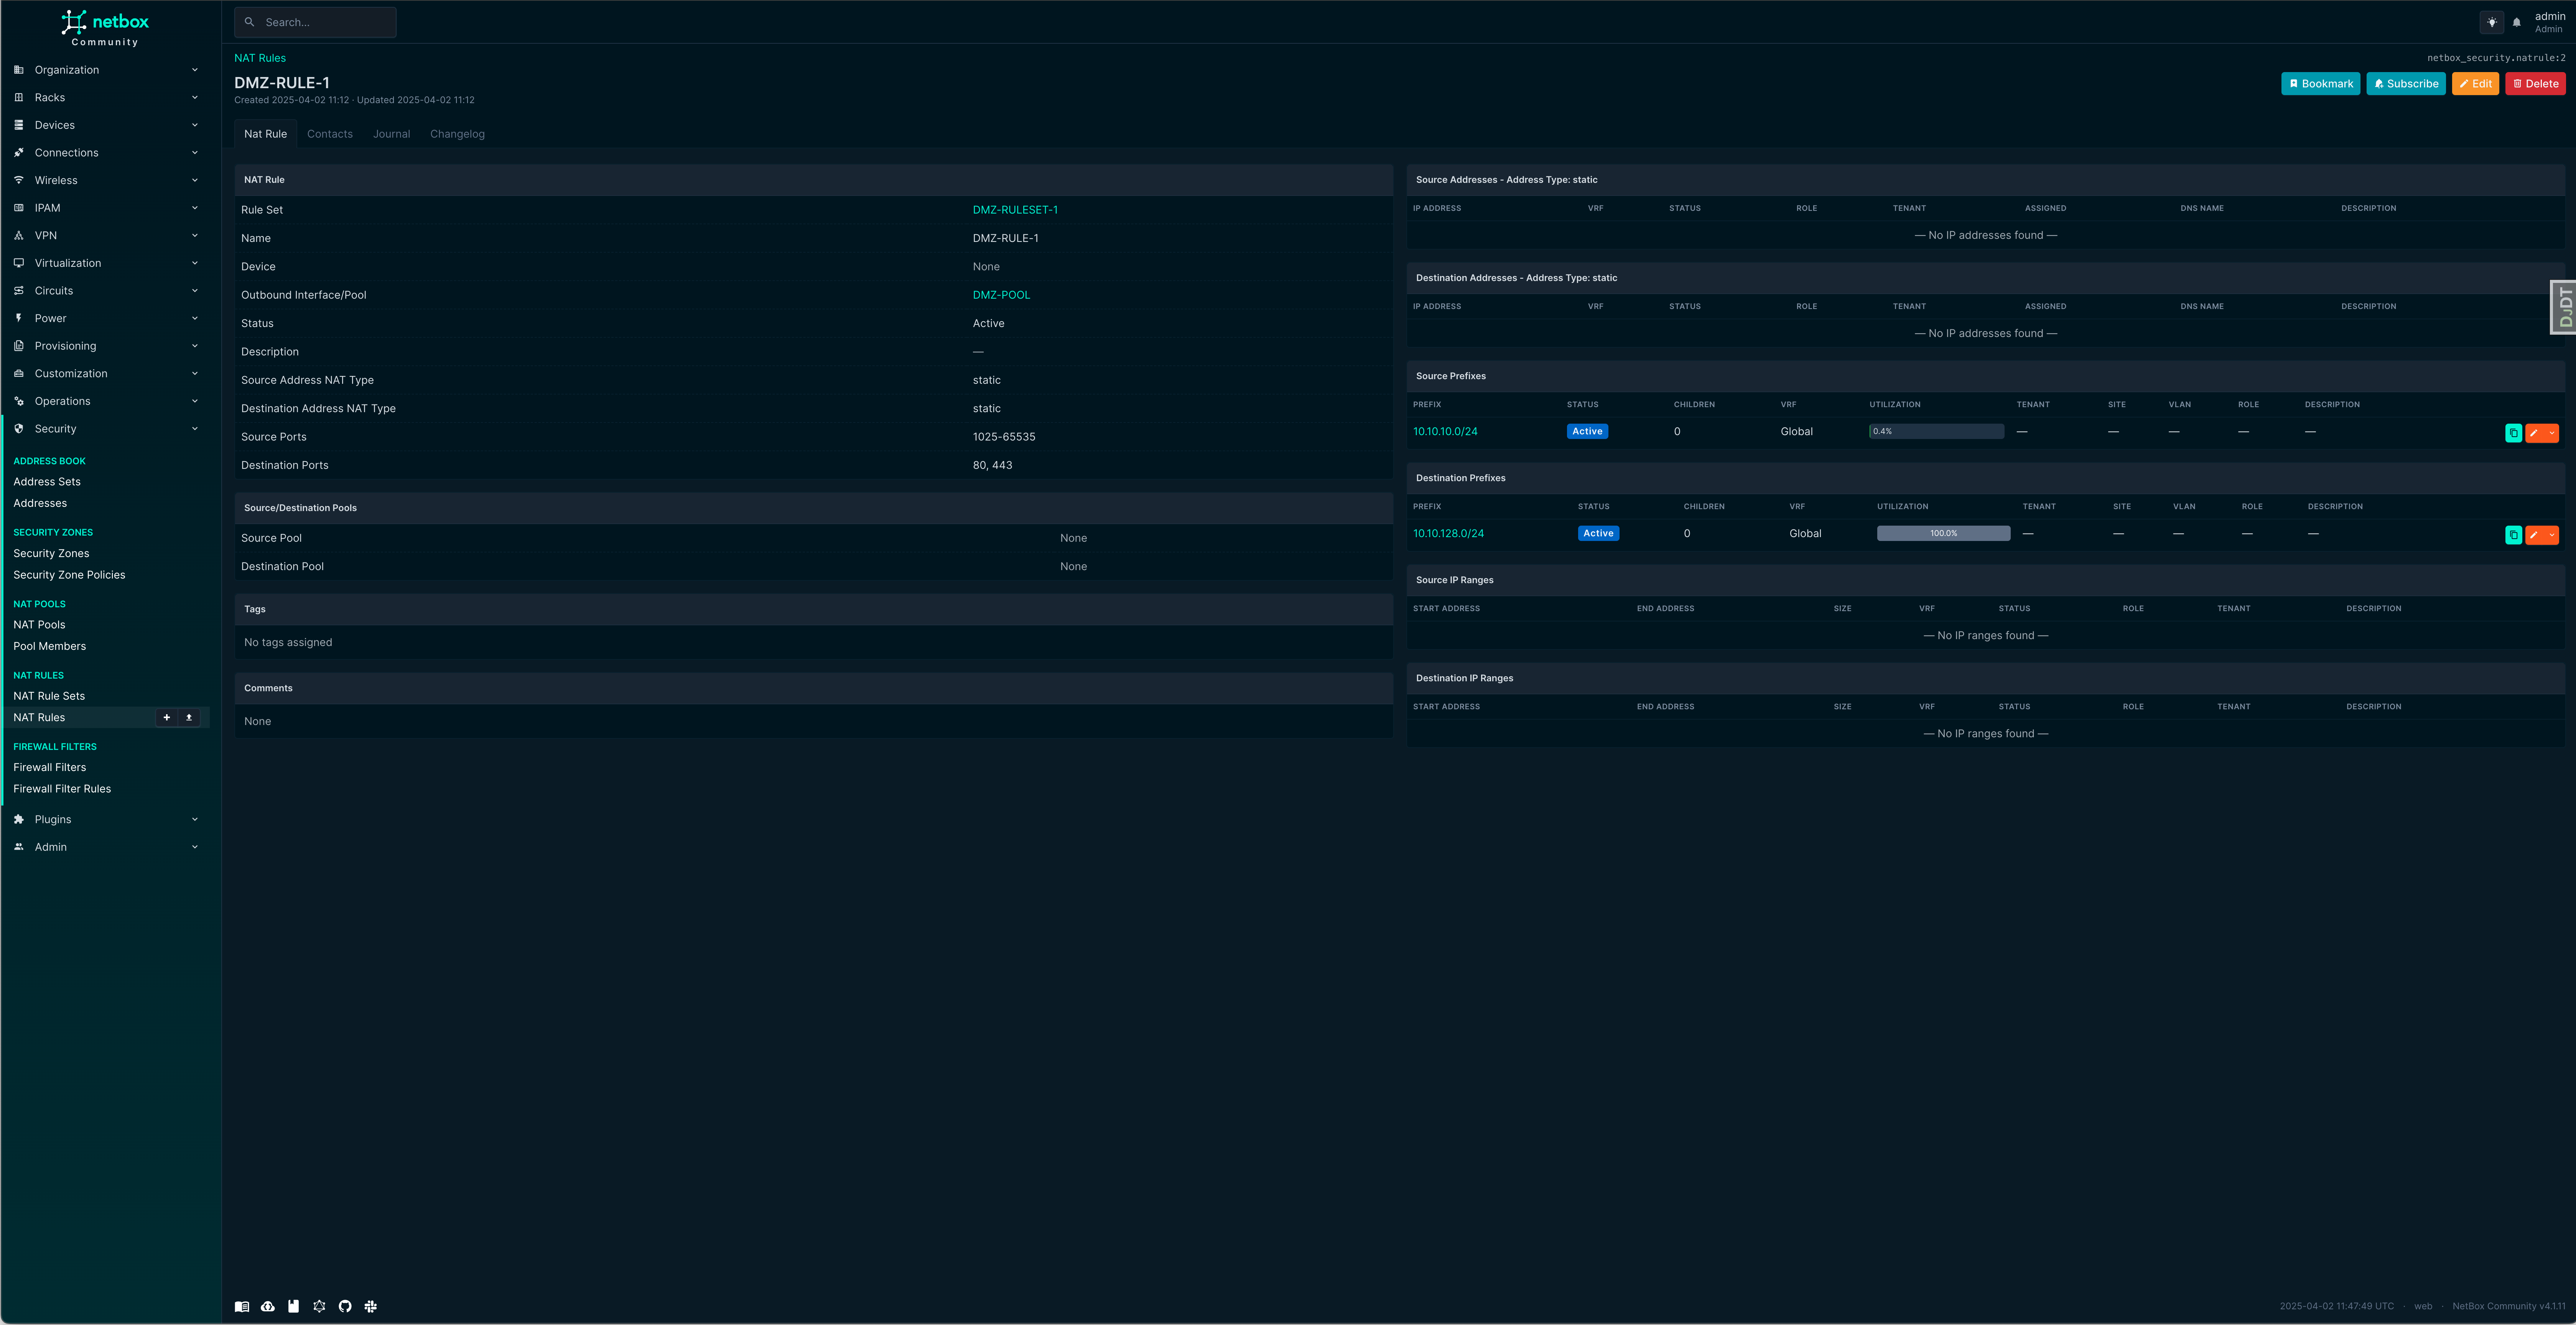 netbox
Community
Search...
admin
Admin
Organization
Racks
Devices
Connections
Wireless
IPAM
VPN
Virtualization
Circuits
Power
Provisioning
Customization
Operations
Security
ADDRESS BOOK
Address Sets
Addresses
SECURITY ZONES
Security Zones
Security Zone Policies
NAT POOLS
NAT Pools
Pool Members
NAT RULES
NAT Rule Sets
NAT Rules
FIREWALL FILTERS
Firewall Filters
Firewall Filter Rules
Plugins
Admin
NAT Rules
netbox_security.natrule:2
DMZ-RULE-1
Created 2025-04-02 11:12 · Updated 2025-04-02 11:12
Bookmark Subscribe Edit Delete
Nat Rule Contacts Journal Changelog
NAT Rule
Rule Set DMZ-RULESET-1
Name DMZ-RULE-1
Device None
Outbound Interface/Pool DMZ-POOL
Status Active
Description —
Source Address NAT Type static
Destination Address NAT Type static
Source Ports 1025-65535
Destination Ports 80, 443
Source/Destination Pools
Source Pool None
Destination Pool None
Tags
No tags assigned
Comments
None
Source Addresses - Address Type: static
IP ADDRESS VRF STATUS ROLE TENANT ASSIGNED DNS NAME DESCRIPTION
— No IP addresses found —
Destination Addresses - Address Type: static
IP ADDRESS VRF STATUS ROLE TENANT ASSIGNED DNS NAME DESCRIPTION
— No IP addresses found —
Source Prefixes
PREFIX STATUS CHILDREN VRF UTILIZATION TENANT SITE VLAN ROLE DESCRIPTION
10.10.10.0/24 Active 0 Global 0.4% — — — — —
Destination Prefixes
PREFIX STATUS CHILDREN VRF UTILIZATION TENANT SITE VLAN ROLE DESCRIPTION
10.10.128.0/24 Active 0 Global 100.0% — — — — —
Source IP Ranges
START ADDRESS END ADDRESS SIZE VRF STATUS ROLE TENANT DESCRIPTION
— No IP ranges found —
Destination IP Ranges
START ADDRESS END ADDRESS SIZE VRF STATUS ROLE TENANT DESCRIPTION
— No IP ranges found —
DJDT
2025-04-02 11:47:49 UTC · web · NetBox Community v4.1.11